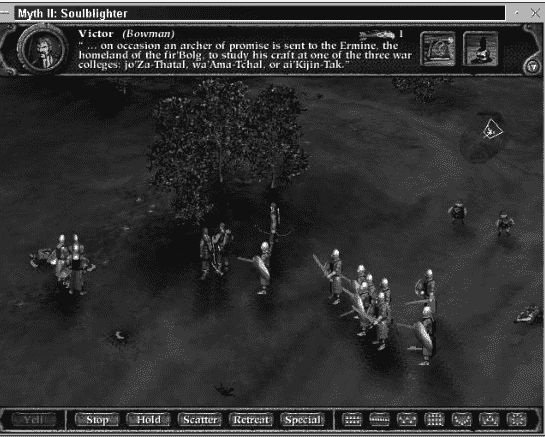 Myth II: Soulblighter
Victor (Bowman)
1
" ... on occasion an archer of promise is sent to the Ermine, the
homeland of the fir'Bolg, to study his craft at one of the three war
colleges: jo'Za-Thatal, wa'Ama-Tchal, or ai'Kijin-Tak."
Yell Stop Hold Scatter Retreat Special